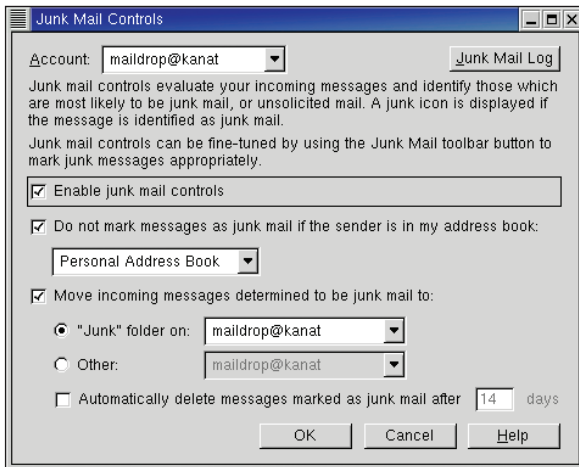 Junk Mail Controls
Account: maildrop@kanat Junk Mail Log
Junk mail controls evaluate your incoming messages and identify those which
are most likely to be junk mail, or unsolicited mail. A junk icon is displayed if
the message is identified as junk mail.
Junk mail controls can be fine-tuned by using the Junk Mail toolbar button to
mark junk messages appropriately.
Enable junk mail controls
Do not mark messages as junk mail if the sender is in my address book:
Personal Address Book
Move incoming messages determined to be junk mail to:
"Junk" folder on: maildrop@kanat
Other: maildrop@kanat
Automatically delete messages marked as junk mail after 14 days
OK Cancel Help